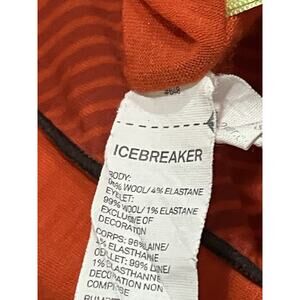 ICEBREAKER
BODY:
96% WOOL/4% ELASTANE
EYELET:
99% WOOL/1% ELASTANE
EXCLUSIVE OF
DECORATION
CORPS: 96% LAINE/
4% ELASTHANNE
OEILLET: 99% LAINE/
1% ELASTHANNE
DECORATION NON
COMPRISE